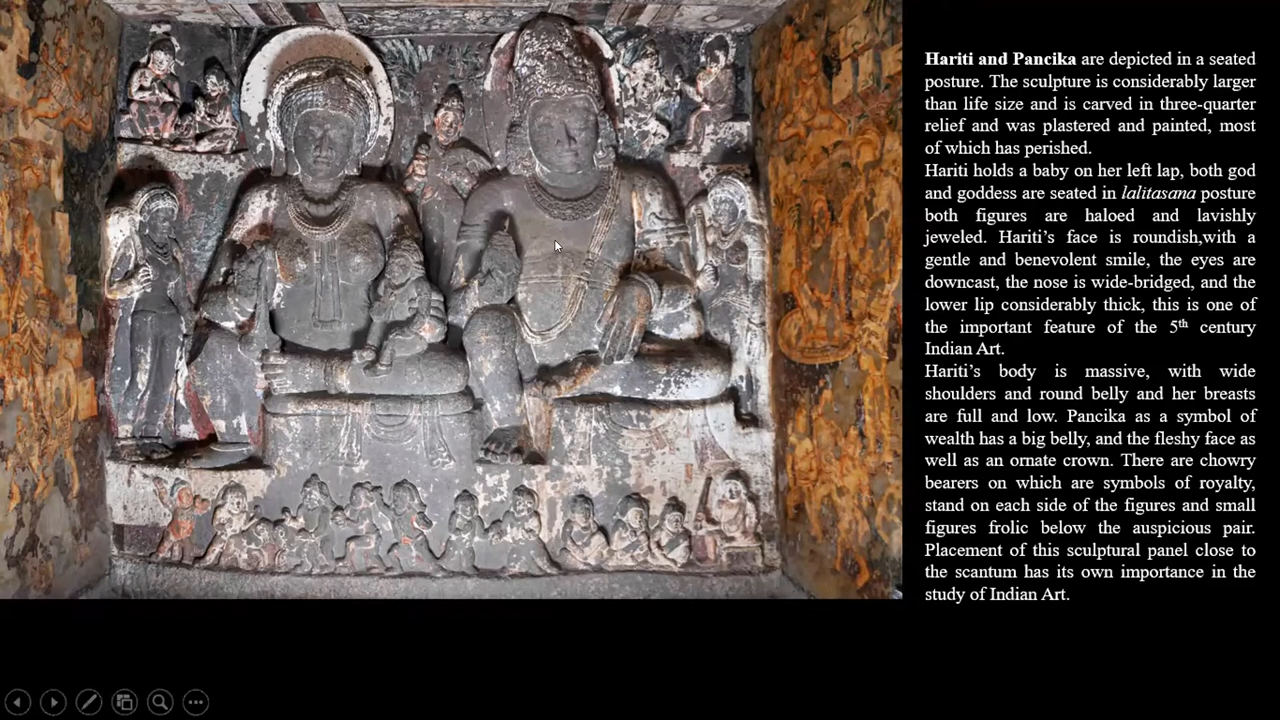 Hariti and Pancika are depicted in a seated
posture. The sculpture is considerably larger
than life size and is carved in three-quarter
relief and was plastered and painted, most
of which has perished.
Hariti holds a baby on her left lap, both god
and goddess are seated in lalitasana posture
both figures are haloed and lavishly
jeweled. Hariti’s face is roundish,with a
gentle and benevolent smile, the eyes are
downcast, the nose is wide-bridged, and the
lower lip considerably thick, this is one of
the important feature of the 5th century
Indian Art.
Hariti’s body is massive, with wide
shoulders and round belly and her breasts
are full and low. Pancika as a symbol of
wealth has a big belly, and the fleshy face as
well as an ornate crown. There are chowry
bearers on which are symbols of royalty,
stand on each side of the figures and small
figures frolic below the auspicious pair.
Placement of this sculptural panel close to
the scantum has its own importance in the
study of Indian Art.